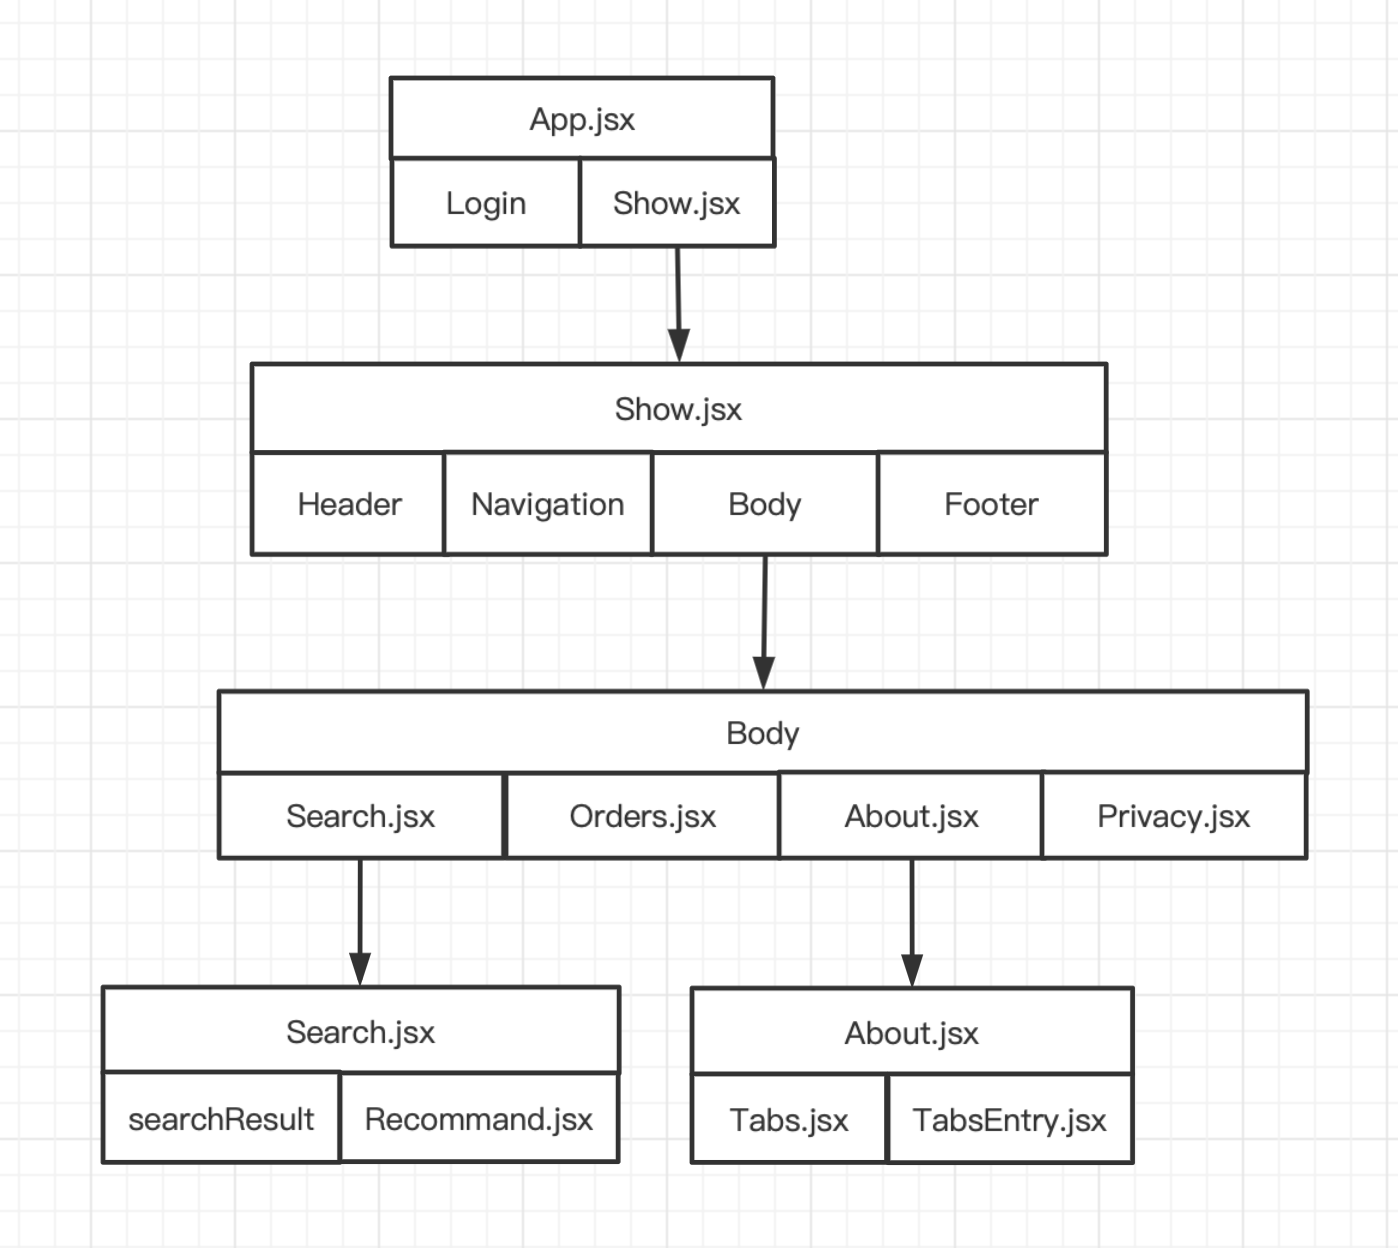 App.jsx
Login Show.jsx
Show.jsx
Header Navigation Body Footer
Body
Search.jsx Orders.jsx About.jsx Privacy.jsx
Search.jsx About.jsx
searchResult Recommand.jsx Tabs.jsx TabsEntry.jsx